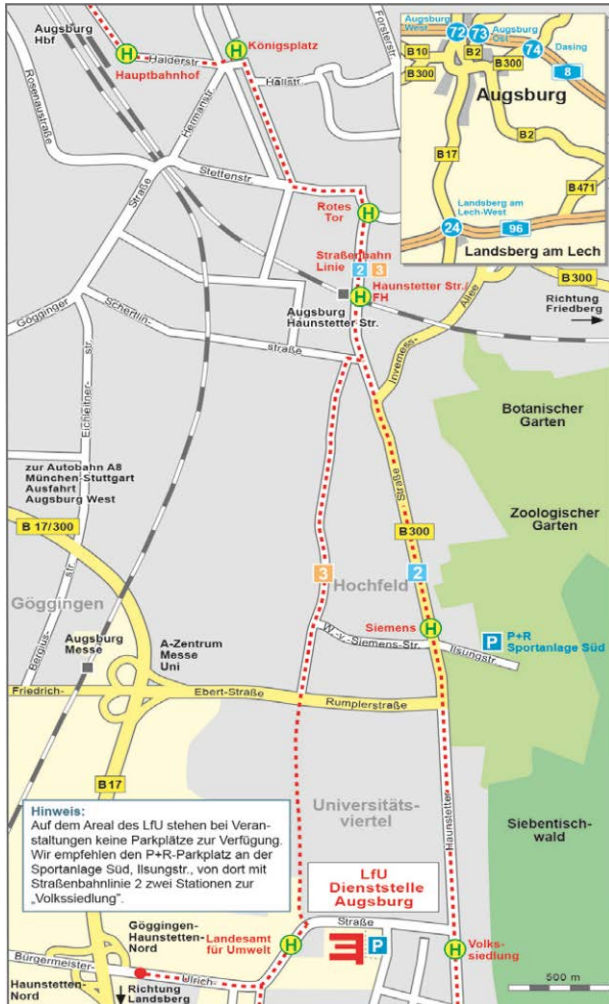 Augsburg
Hbf
Halderstr.
Hauptbahnhof
Königsplatz
Forsterstr.
Hallstr.
Rosenaustraße
Hermanstr.
Stettenstr.
Rotes
Tor
Straßenbahn
Linie
2 3
Haunstetter Str./
FH
Augsburg
Haunstetter Str.
Gögginger
Straße
Schertlin-
straße
Eichleitner-
str.
Inverness-
Allee
B 300
Richtung
Friedberg
Augsburg
West
72
73
Augsburg
Ost
74
Dasing
8
B10
B2
B300
B 300
Augsburg
B2
B17
B471
Landsberg am
Lech-West
24
96
Landsberg am Lech
Botanischer
Garten
Zoologischer
Garten
zur Autobahn A8
München-Stuttgart
Ausfahrt
Augsburg West
B 17/300
Straße
B300
3
Hochfeld
2
Göggingen
Bergius-
str.
Siemens
W.-v.-Siemens-Str.
Ilsungstr.
P
P+R
Sportanlage Süd
Augsburg
Messe
A-Zentrum
Messe
Uni
Friedrich-
Ebert-Straße
Rumplerstraße
B17
Hinweis:
Auf dem Areal des LfU stehen bei Veran-
staltungen keine Parkplätze zur Verfügung.
Wir empfehlen den P+R-Parkplatz an der
Sportanlage Süd, Ilsungstr., von dort mit
Straßenbahnlinie 2 zwei Stationen zur
„Volkssiedlung“.
Universitäts-
viertel
Haunstetter
Siebentisch-
wald
LfU
Dienststelle
Augsburg
Göggingen-
Haunstetten-
Nord
Landesamt
für Umwelt
Straße
P
Volks-
siedlung
Bürgermeister-
Ulrich-
Haunstetten-
Nord
Richtung
Landsberg
500 m